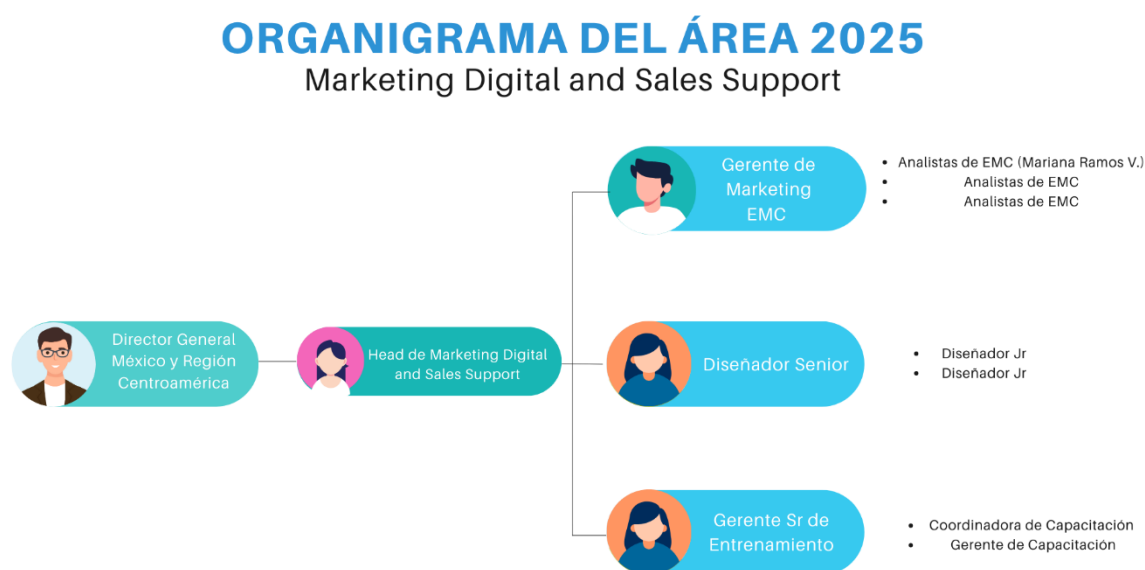 ORGANIGRAMA DEL ÁREA 2025
Marketing Digital and Sales Support
Director General
México y Región
Centroamérica
Head de Marketing Digital
and Sales Support
Gerente de
Marketing
EMC
• Analistas de EMC (Mariana Ramos V.)
• Analistas de EMC
• Analistas de EMC
Diseñador Senior
• Diseñador Jr
• Diseñador Jr
Gerente Sr de
Entrenamiento
• Coordinadora de Capacitación
• Gerente de Capacitación